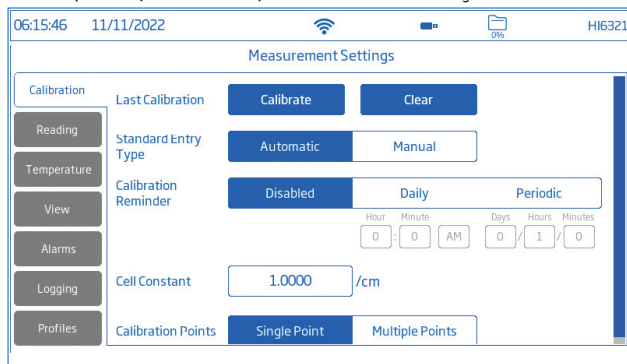 06:15:46 11/11/2022 0% HI6321
Measurement Settings
Calibration
Reading
Temperature
View
Alarms
Logging
Profiles
Last Calibration Calibrate Clear
Standard Entry Type Automatic Manual
Calibration Reminder Disabled Daily Periodic
Hour Minute Days Hours Minutes
0 : 0 AM 0 / 1 / 0
Cell Constant 1.0000 /cm
Calibration Points Single Point Multiple Points